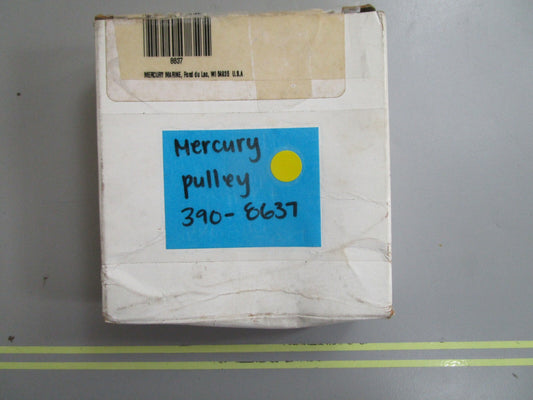 8637
MERCURY MARINE, Fond du Lac, WI 54935 U.S.A
Mercury
pulley
390-8637